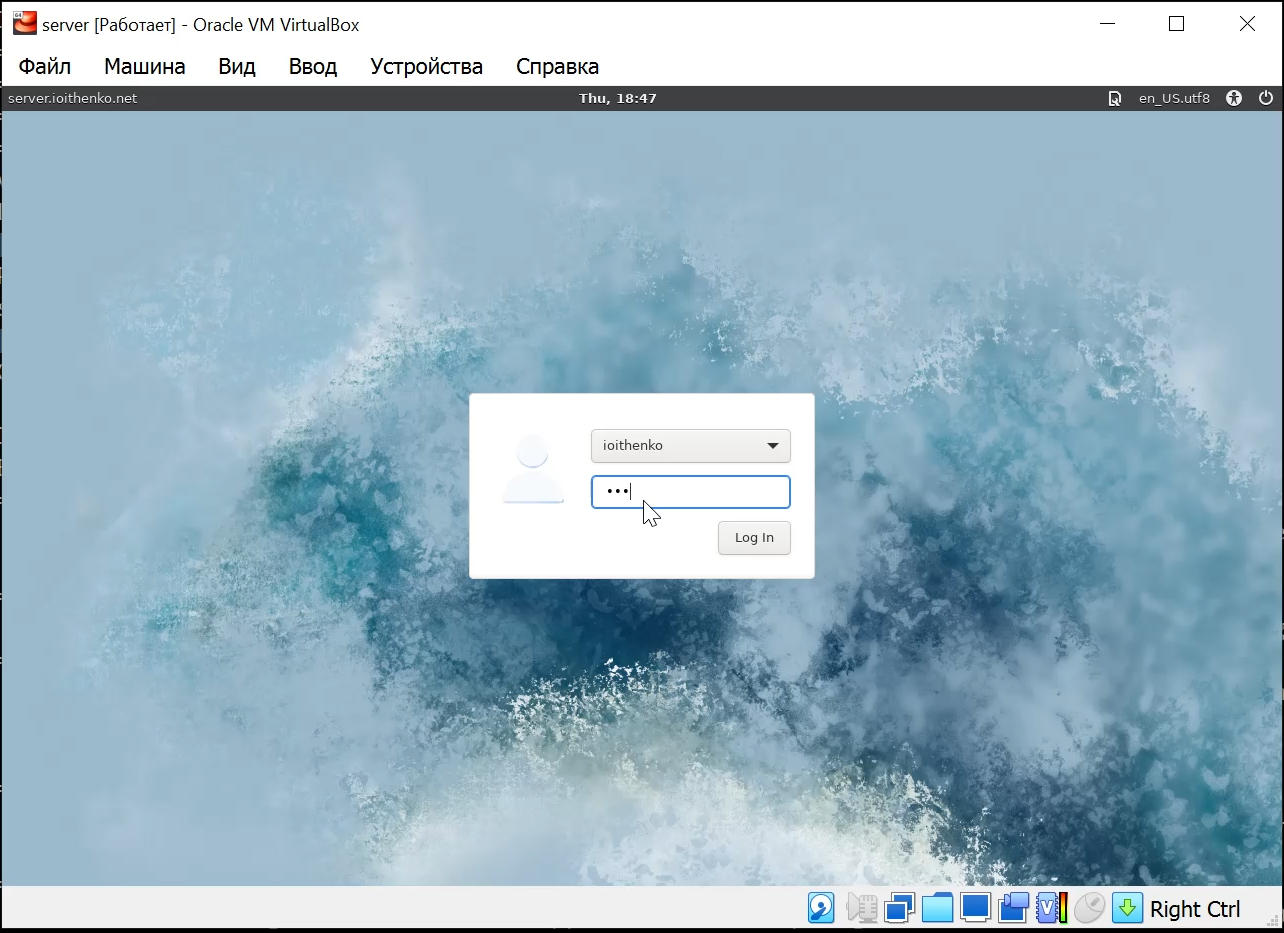 server [Работает] - Oracle VM VirtualBox
Файл Машина Вид Ввод Устройства Справка
server.ioithenko.net Thu, 18:47 en_US.utf8
ioithenko
•••
Log In
Right Ctrl